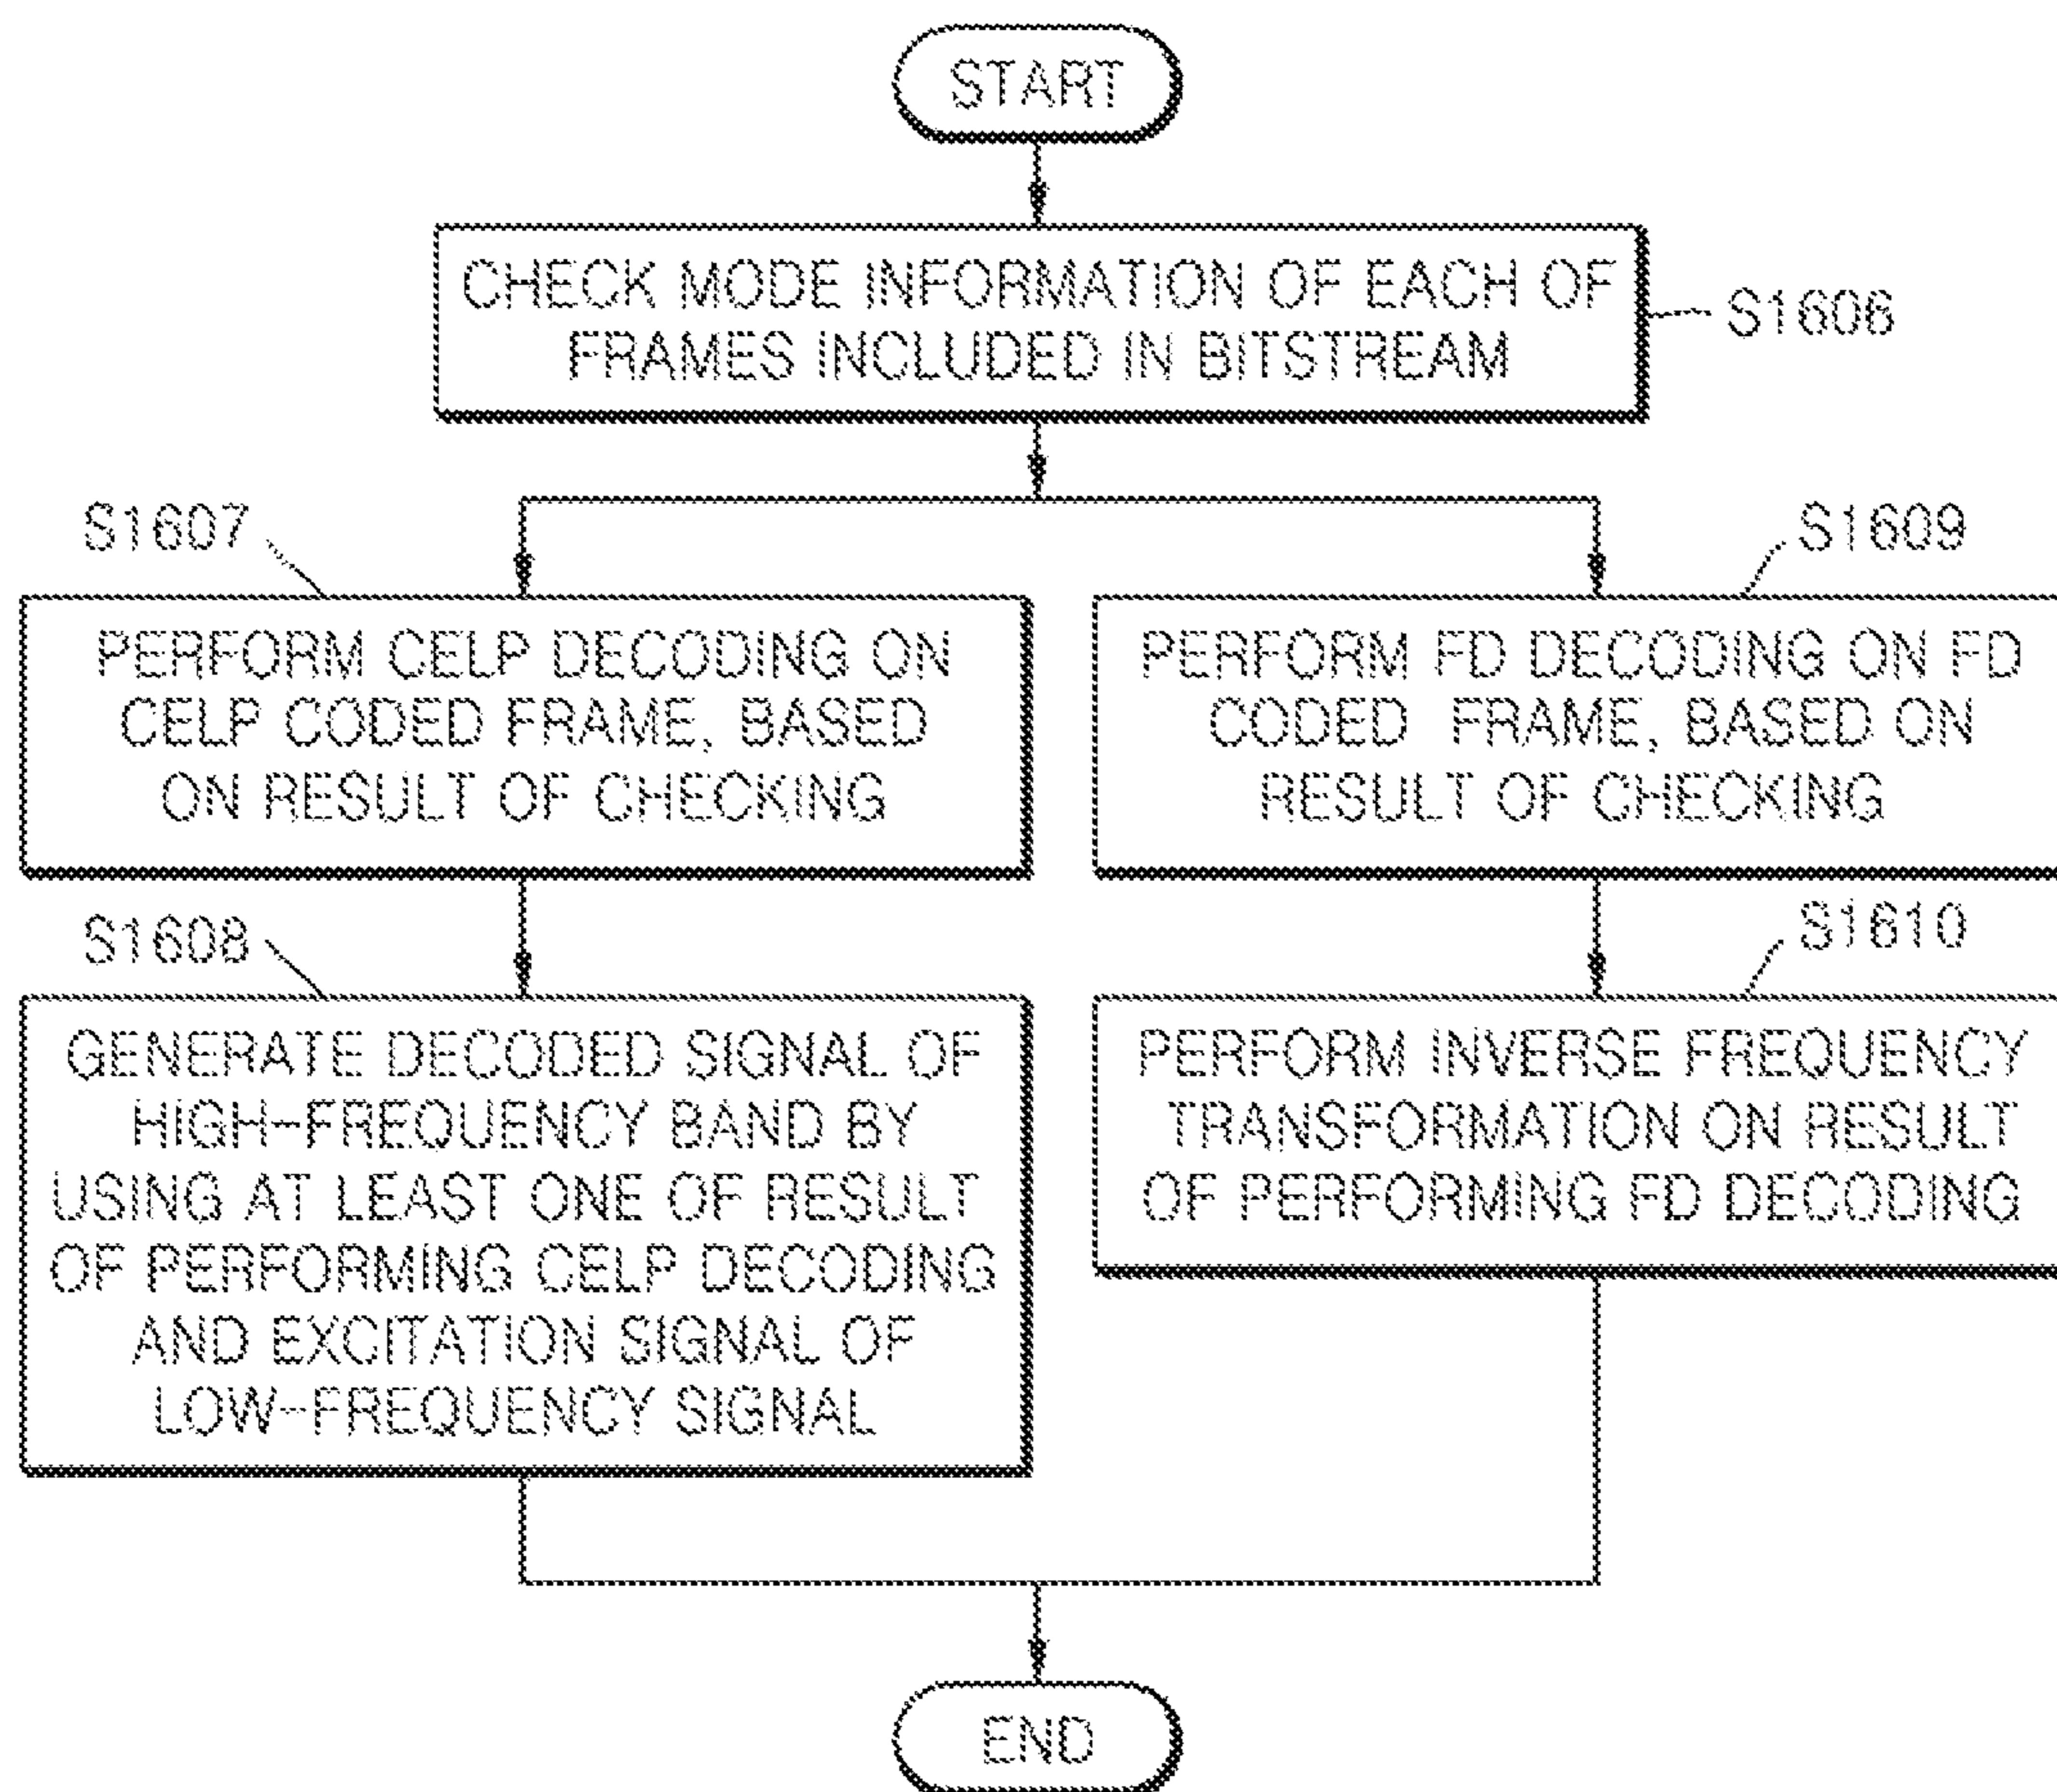 START
CHECK MODE INFORMATION OF EACH OF
FRAMES INCLUDED IN BITSTREAM
S1606
S1607
PERFORM CELP DECODING ON
CELP CODED FRAME, BASED
ON RESULT OF CHECKING
S1609
PERFORM FD DECODING ON FD
CODED FRAME, BASED ON
RESULT OF CHECKING
S1608
GENERATE DECODED SIGNAL OF
HIGH-FREQUENCY BAND BY
USING AT LEAST ONE OF RESULT
OF PERFORMING CELP DECODING
AND EXCITATION SIGNAL OF
LOW-FREQUENCY SIGNAL
S1610
PERFORM INVERSE FREQUENCY
TRANSFORMATION ON RESULT
OF PERFORMING FD DECODING
END